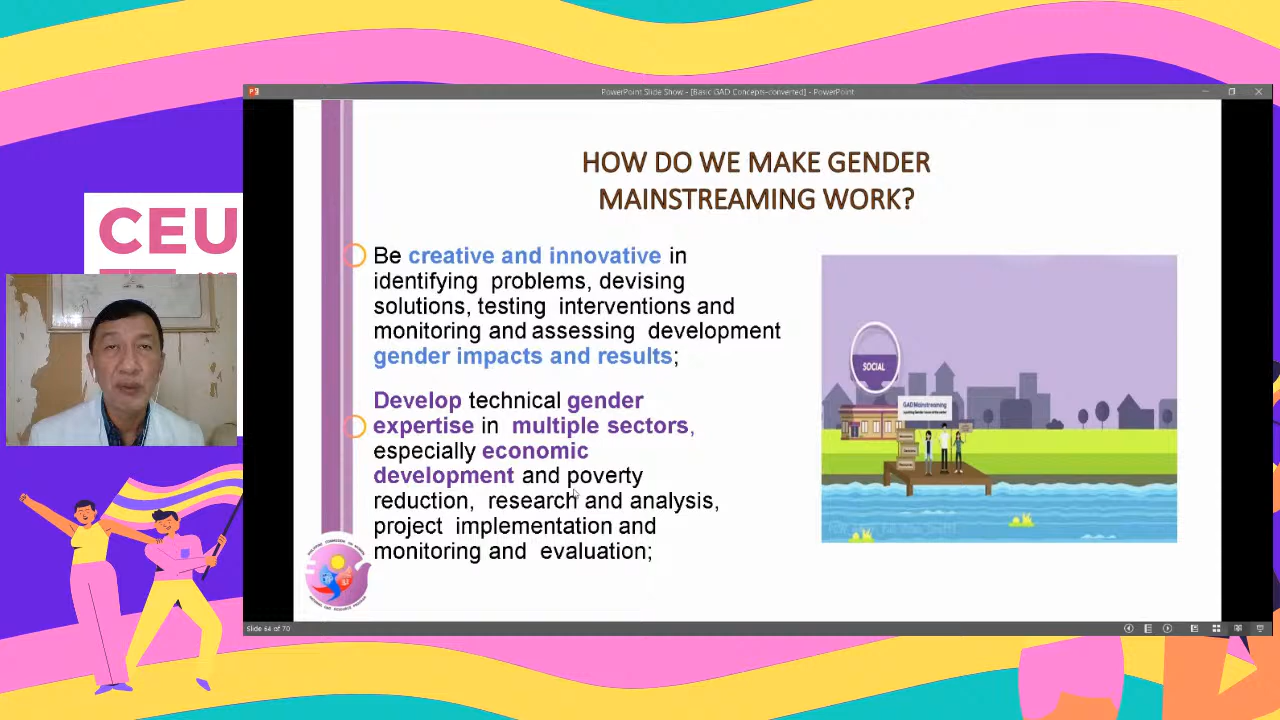 PowerPoint Slide Show - [Basic GAD Concepts-converted] - PowerPoint
HOW DO WE MAKE GENDER
MAINSTREAMING WORK?
CEU
Be creative and innovative in
identifying problems, devising
solutions, testing interventions and
monitoring and assessing development
gender impacts and results;
Develop technical gender
expertise in multiple sectors,
especially economic
development and poverty
reduction, research and analysis,
project implementation and
monitoring and evaluation;
SOCIAL
GAD Mainstreaming
Slide 64 of 70